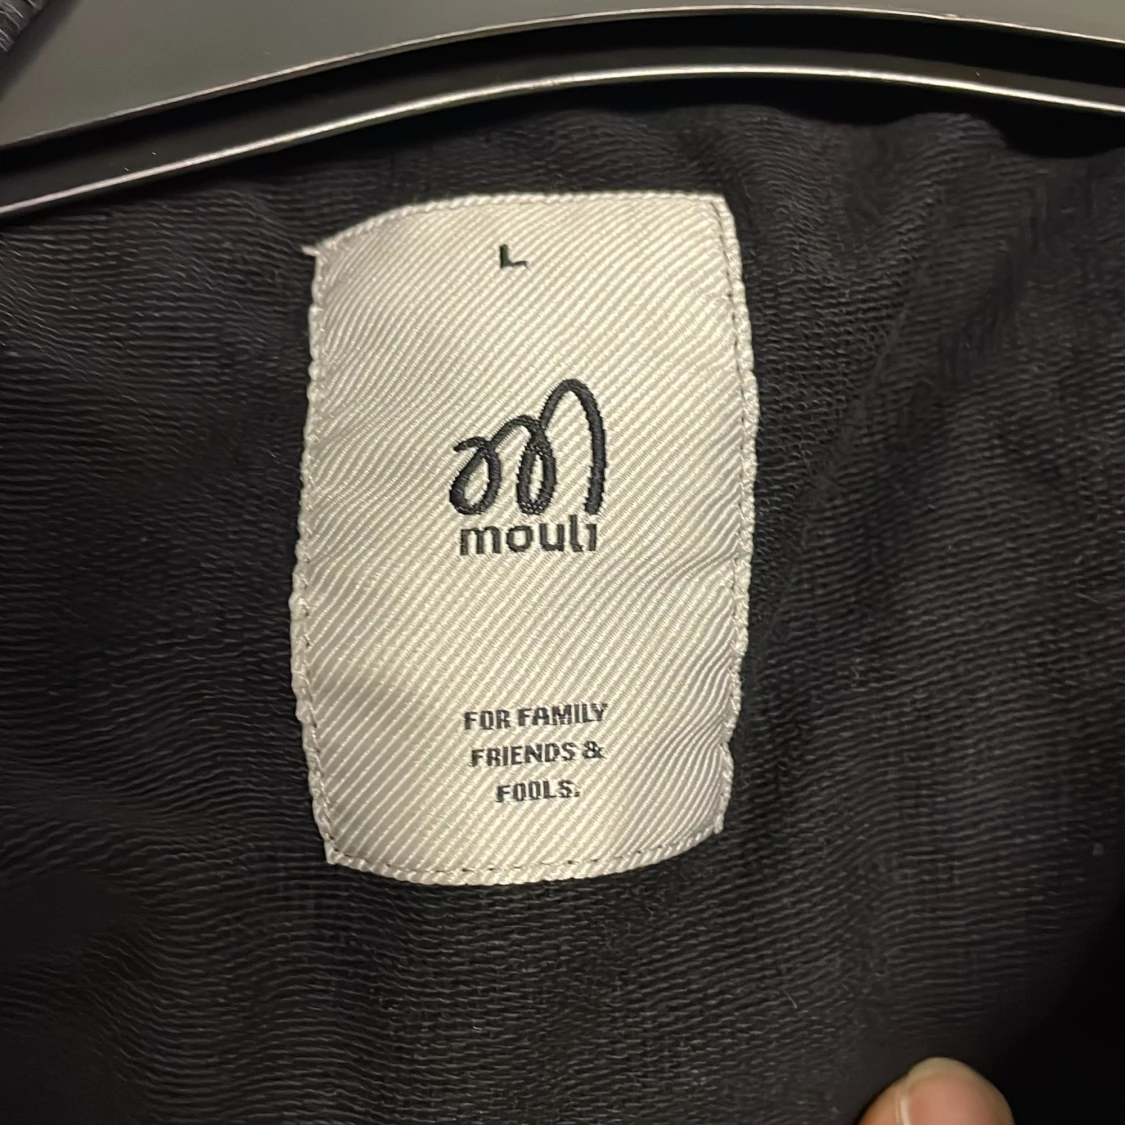 L
mouli
FOR FAMILY
FRIENDS &
FOOLS.